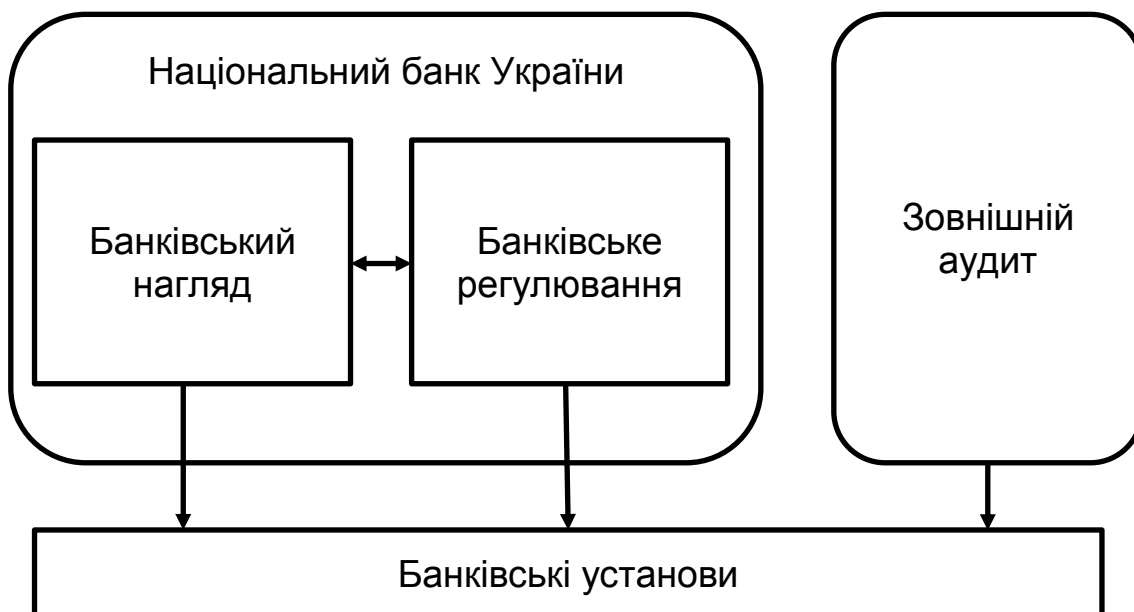 Національний банк України
Банківський
нагляд
Банківське
регулювання
Зовнішній
аудит
Банківські установи